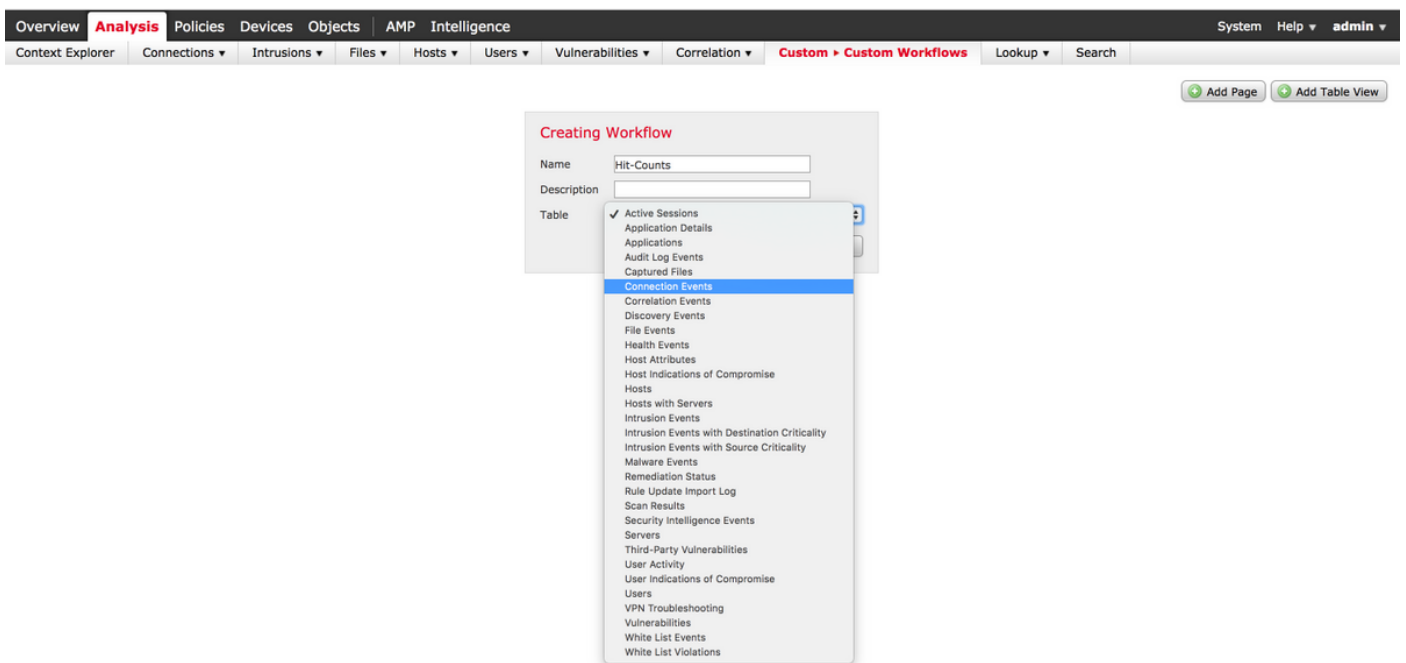 Overview Analysis Policies Devices Objects AMP Intelligence System Help ▾ admin ▾
Context Explorer Connections ▾ Intrusions ▾ Files ▾ Hosts ▾ Users ▾ Vulnerabilities ▾ Correlation ▾ Custom ▸ Custom Workflows Lookup ▾ Search
Add Page Add Table View
Creating Workflow
Name Hit-Counts
Description
Table ✓ Active Sessions
Application Details
Applications
Audit Log Events
Captured Files
Connection Events
Correlation Events
Discovery Events
File Events
Health Events
Host Attributes
Host Indications of Compromise
Hosts
Hosts with Servers
Intrusion Events
Intrusion Events with Destination Criticality
Intrusion Events with Source Criticality
Malware Events
Remediation Status
Rule Update Import Log
Scan Results
Security Intelligence Events
Servers
Third-Party Vulnerabilities
User Activity
User Indications of Compromise
Users
VPN Troubleshooting
Vulnerabilities
White List Events
White List Violations